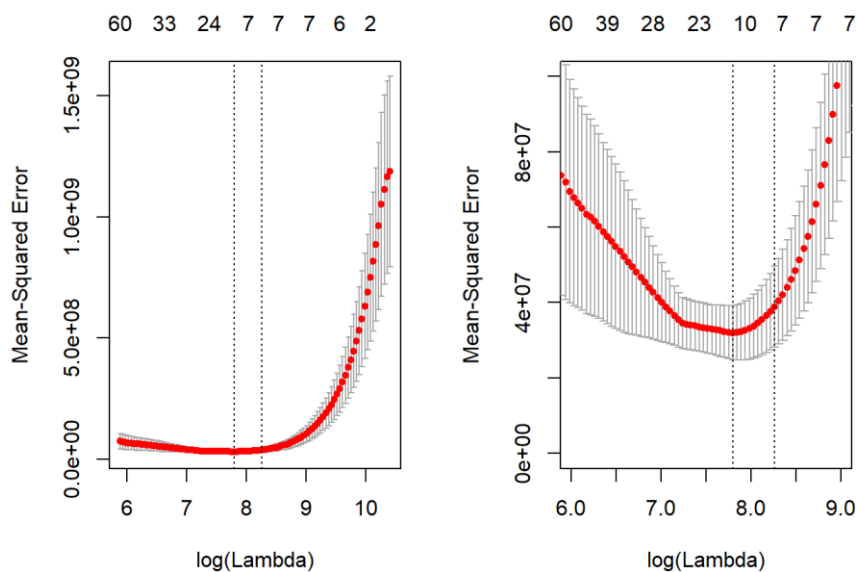 60 33 24 7 7 7 6 2
Mean-Squared Error
1.5e+09
1.0e+09
5.0e+08
0.0e+00
6 7 8 9 10
log(Lambda)
60 39 28 23 10 7 7 7
Mean-Squared Error
8e+07
4e+07
0e+00
6.0 7.0 8.0 9.0
log(Lambda)